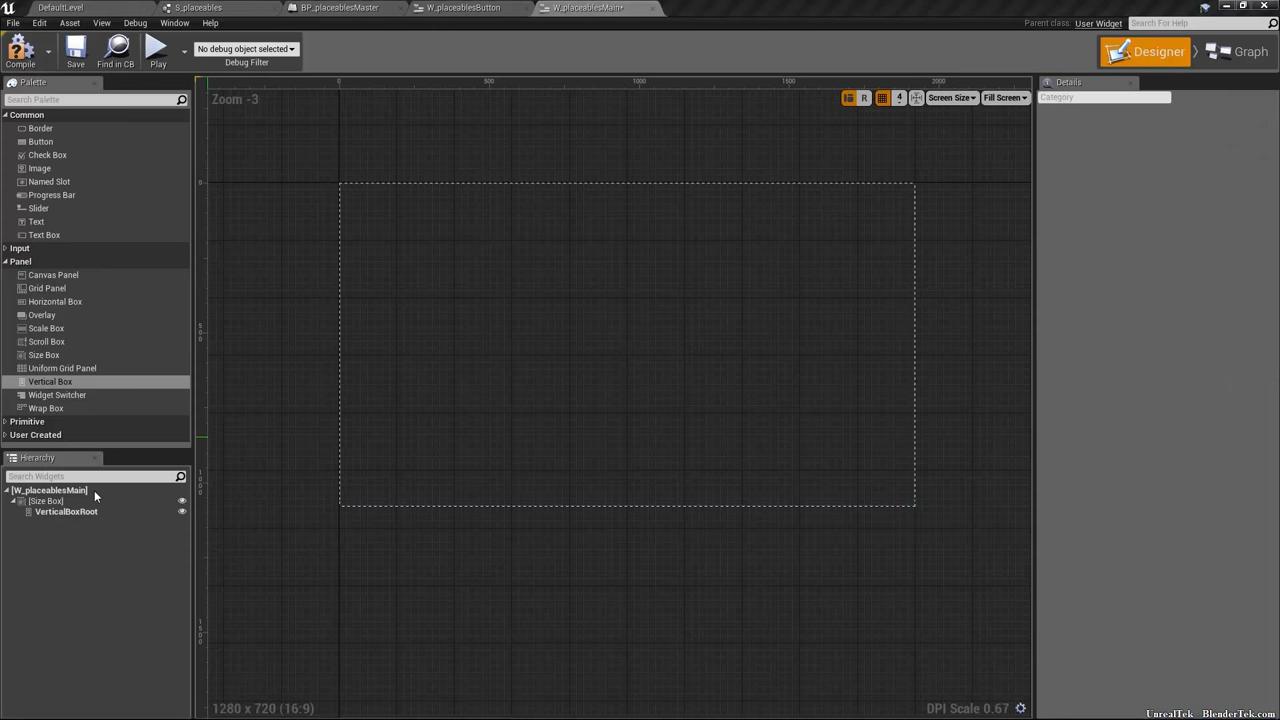 DefaultLevel
S_placeables
BP_placeablesMaster
W_placeablesButton
W_placeablesMain*
File Edit Asset View Debug Window Help
Parent class: User Widget
Search For Help
Compile
Save
Find in CB
Play
No debug object selected
Debug Filter
Designer
Graph
Palette
Search Palette
Common
Border
Button
Check Box
Image
Named Slot
Progress Bar
Slider
Text
Text Box
Input
Panel
Canvas Panel
Grid Panel
Horizontal Box
Overlay
Scale Box
Scroll Box
Size Box
Uniform Grid Panel
Vertical Box
Widget Switcher
Wrap Box
Primitive
User Created
Hierarchy
Search Widgets
[W_placeablesMain]
[Size Box]
VerticalBoxRoot
0 500 1000 1500 2000
Zoom -3
R
4
Screen Size
Fill Screen
0
500
1000
1500
1280 x 720 (16:9)
DPI Scale 0.67
Details
Category
UnrealTek - BlenderTek.com